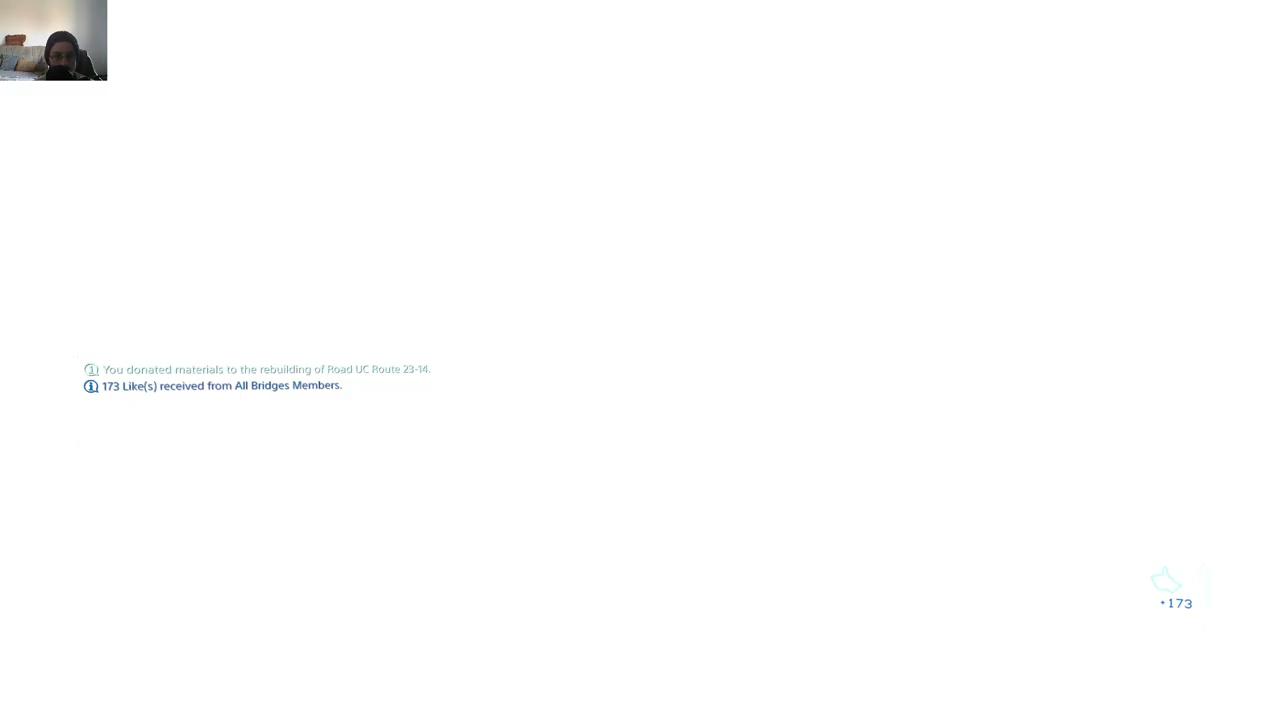 You donated materials to the rebuilding of Road UC Route 23-14.
173 Like(s) received from All Bridges Members.
+173